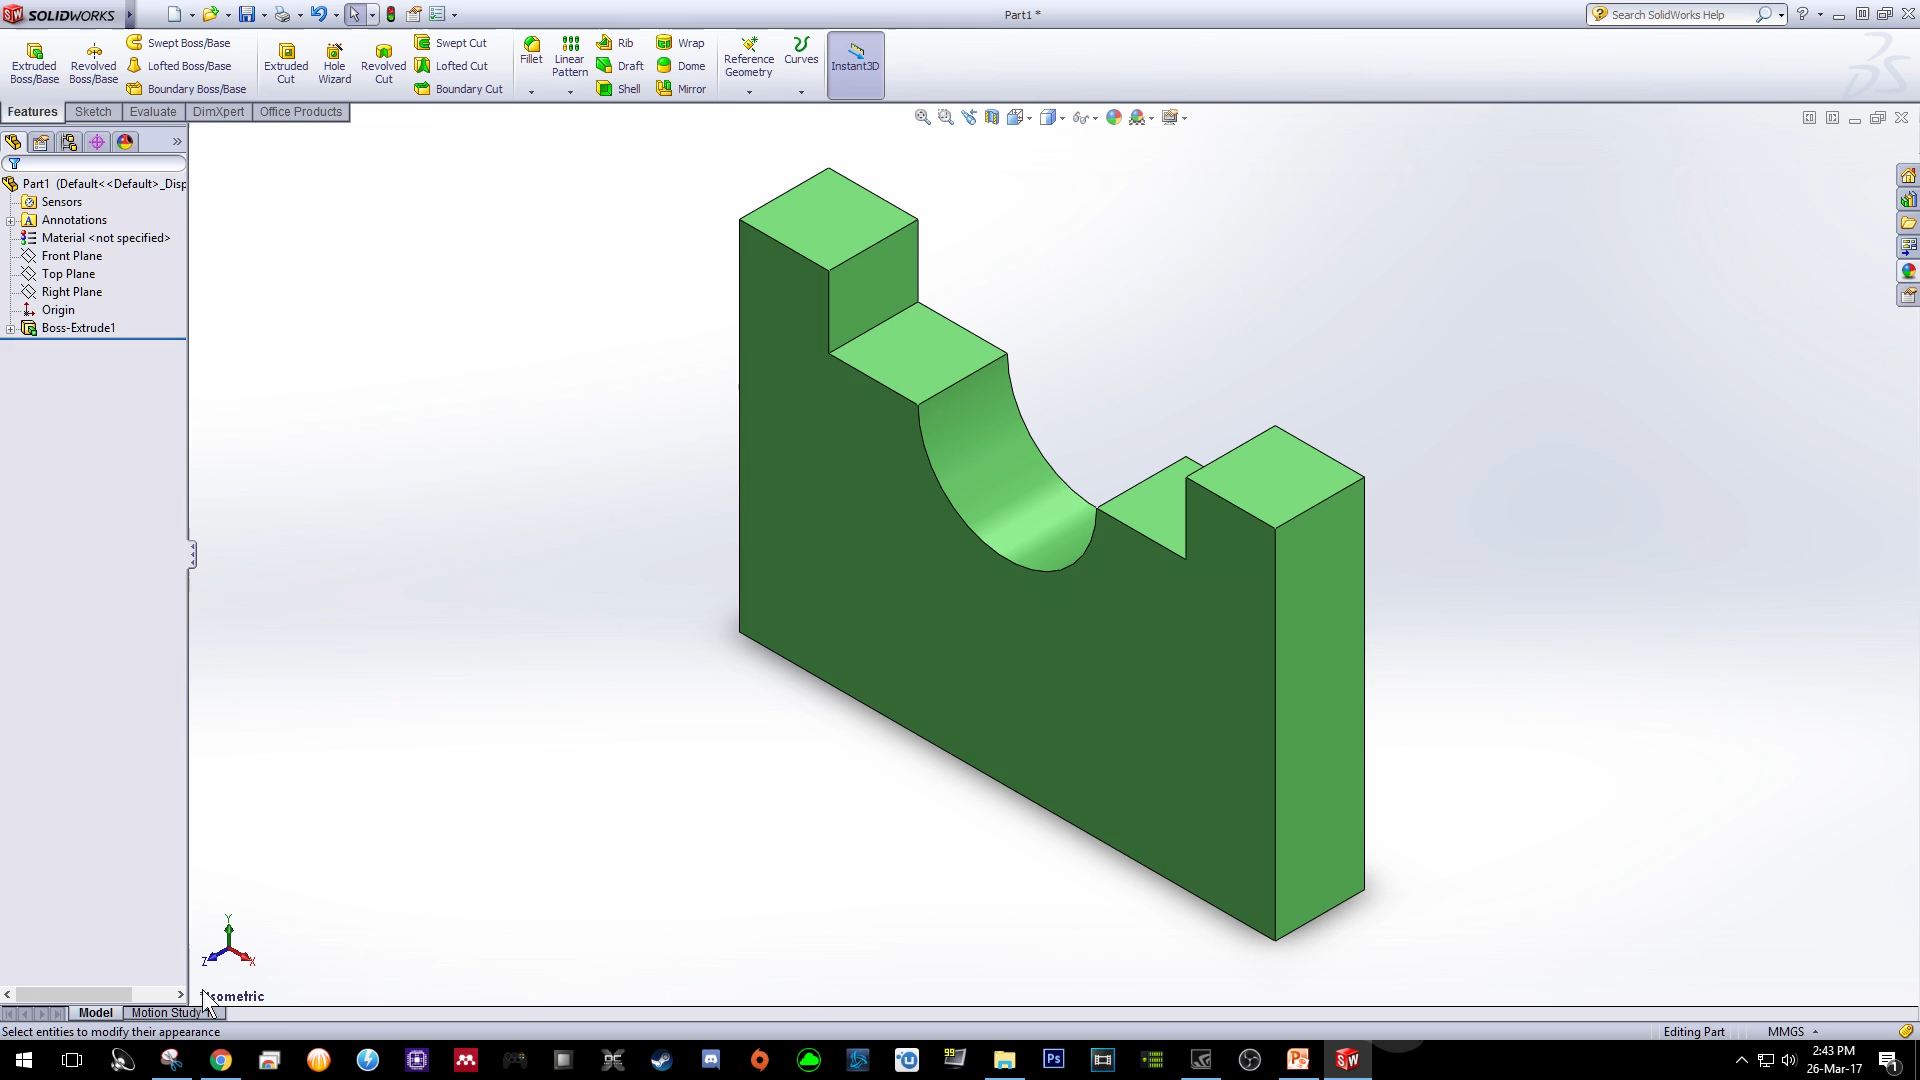 SOLIDWORKS
Part1 *
Search SolidWorks Help
Extruded Boss/Base
Revolved Boss/Base
Swept Boss/Base
Lofted Boss/Base
Boundary Boss/Base
Extruded Cut
Hole Wizard
Revolved Cut
Swept Cut
Lofted Cut
Boundary Cut
Fillet
Linear Pattern
Rib
Draft
Shell
Wrap
Dome
Mirror
Reference Geometry
Curves
Instant3D
Features
Sketch
Evaluate
DimXpert
Office Products
Part1 (Default<<Default>_Disp
Sensors
Annotations
Material <not specified>
Front Plane
Top Plane
Right Plane
Origin
Boss-Extrude1
Y
Z
X
sometric
Model
Motion Study
Select entities to modify their appearance
Editing Part
MMGS
99+
Ps
2:43 PM
26-Mar-17
1